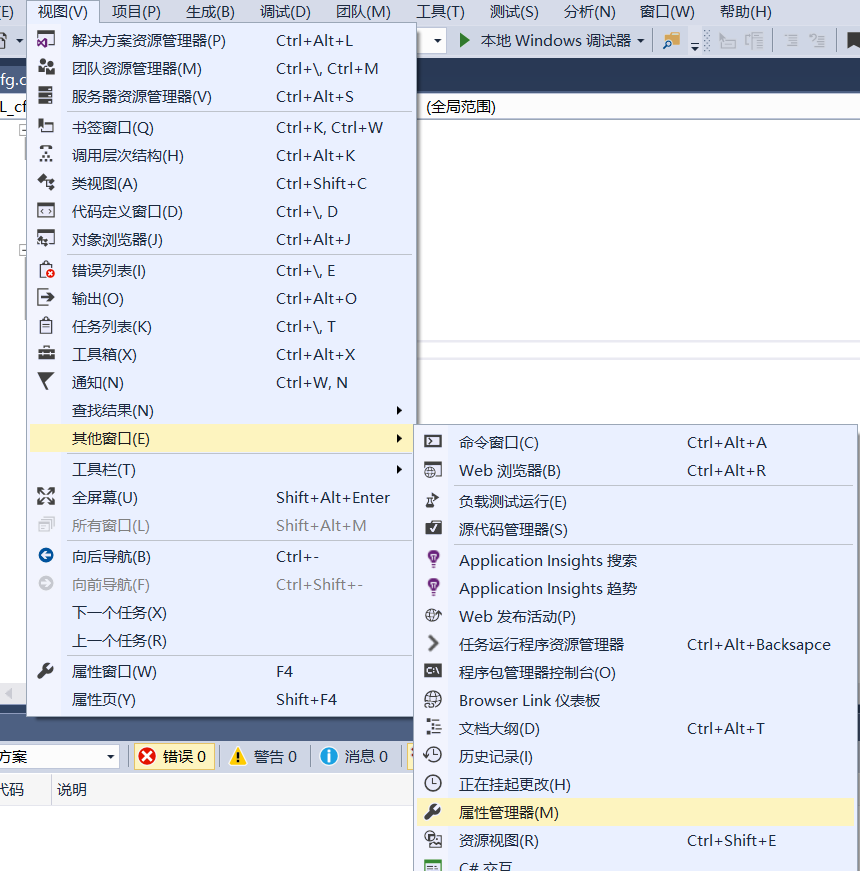 (E) 视图(V) 项目(P) 生成(B) 调试(D) 团队(M) 工具(T) 测试(S) 分析(N) 窗口(W) 帮助(H)
本地 Windows 调试器
fg.c
L_cf (全局范围)
解决方案资源管理器(P) Ctrl+Alt+L
团队资源管理器(M) Ctrl+\, Ctrl+M
服务器资源管理器(V) Ctrl+Alt+S
书签窗口(Q) Ctrl+K, Ctrl+W
调用层次结构(H) Ctrl+Alt+K
类视图(A) Ctrl+Shift+C
代码定义窗口(D) Ctrl+\, D
对象浏览器(J) Ctrl+Alt+J
错误列表(I) Ctrl+\, E
输出(O) Ctrl+Alt+O
任务列表(K) Ctrl+\, T
工具箱(X) Ctrl+Alt+X
通知(N) Ctrl+W, N
查找结果(N)
其他窗口(E)
工具栏(T)
全屏幕(U) Shift+Alt+Enter
所有窗口(L) Shift+Alt+M
向后导航(B) Ctrl+-
向前导航(F) Ctrl+Shift+-
下一个任务(X)
上一个任务(R)
属性窗口(W) F4
属性页(Y) Shift+F4
命令窗口(C) Ctrl+Alt+A
Web 浏览器(B) Ctrl+Alt+R
负载测试运行(E)
源代码管理器(S)
Application Insights 搜索
Application Insights 趋势
Web 发布活动(P)
任务运行程序资源管理器 Ctrl+Alt+Backsapce
程序包管理器控制台(O)
Browser Link 仪表板
文档大纲(D) Ctrl+Alt+T
历史记录(I)
正在挂起更改(H)
属性管理器(M)
资源视图(R) Ctrl+Shift+E
C# 交互
方案 错误 0 警告 0 消息 0
代码 说明